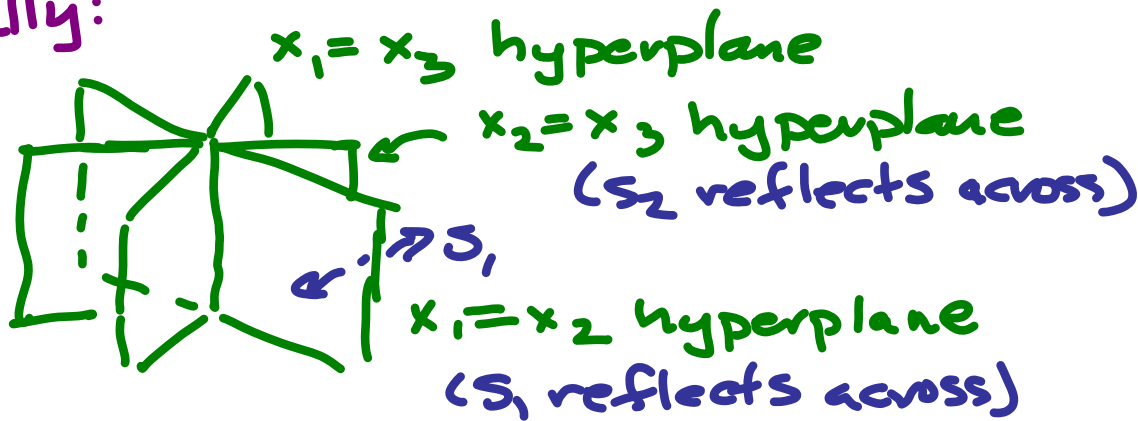 lly:
x₁ = x₃ hyperplane
x₂ = x₃ hyperplane
(s₂ reflects across)
s₁
x₁ = x₂ hyperplane
(s₁ reflects across)